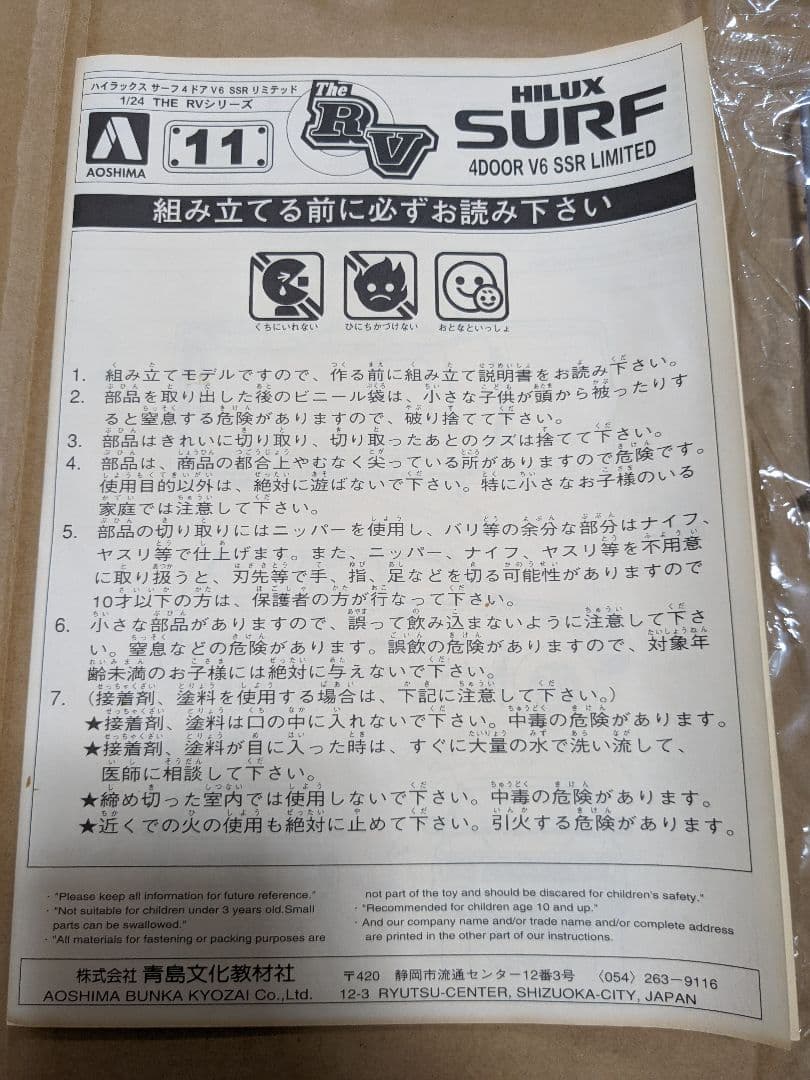 ハイラックス サーフ4ドアV6 SSR リミテッド
1/24 THE RVシリーズ
AOSHIMA
11
The RV
HILUX
SURF
4DOOR V6 SSR LIMITED
組み立てる前に必ずお読み下さい
くちにいれない
ひにちかづけない
おとなといっしょ
1. 組み立てモデルですので、作る前に組み立て説明書をお読み下さい。
2. 部品を取り出した後のビニール袋は、小さな子供が頭から被ったりす
ると窒息する危険がありますので、破り捨てて下さい。
3. 部品はきれいに切り取り、切り取ったあとのクズは捨てて下さい。
4. 部品は、商品の都合上やむなく尖っている所がありますので危険です。
使用目的以外は、絶対に遊ばないで下さい。特に小さなお子様のいる
家庭では注意して下さい。
5. 部品の切り取りにはニッパーを使用し、バリ等の余分な部分はナイフ、
ヤスリ等で仕上げます。また、ニッパー、ナイフ、ヤスリ等を不用意
に取り扱うと、刃先等で手、指、足などを切る可能性がありますので
10才以下の方は、保護者の方が行なって下さい。
6. 小さな部品がありますので、誤って飲み込まないように注意して下さ
い。窒息などの危険があります。誤飲の危険がありますので、対象年
齢未満のお子様には絶対に与えないで下さい。
7. (接着剤、塗料を使用する場合は、下記に注意して下さい。)
★接着剤、塗料は口の中に入れないで下さい。中毒の危険があります。
★接着剤、塗料が目に入った時は、すぐに大量の水で洗い流して、
医師に相談して下さい。
★締め切った室内では使用しないで下さい。中毒の危険があります。
★近くでの火の使用も絶対に止めて下さい。引火する危険があります。
・"Please keep all information for future reference."
・"Not suitable for children under 3 years old.Small
parts can be swallowed."
・"All materials for fastening or packing purposes are
not part of the toy and should be discared for children's safety."
・"Recommended for children age 10 and up."
・And our company name and/or trade name and/or complete address
are printed in the other part of our instructions.
株式会社 青島文化教材社
AOSHIMA BUNKA KYOZAI Co.,Ltd.
〒420 静岡市流通センター12番3号 〈054〉263−9116
12-3 RYUTSU-CENTER, SHIZUOKA-CITY, JAPAN